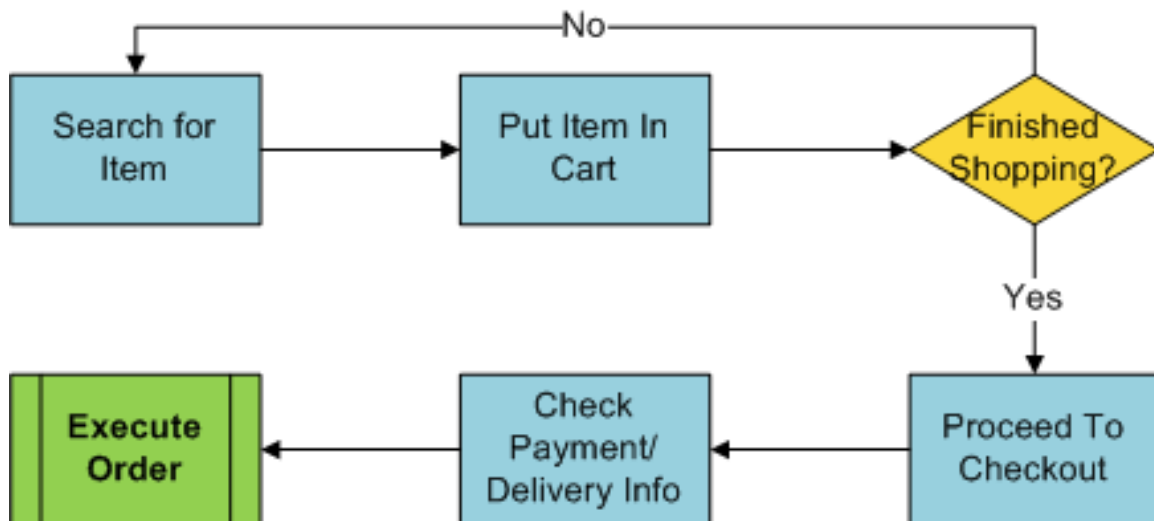 No
Search for
Item
Put Item In
Cart
Finished
Shopping?
Yes
Execute
Order
Check
Payment/
Delivery Info
Proceed To
Checkout